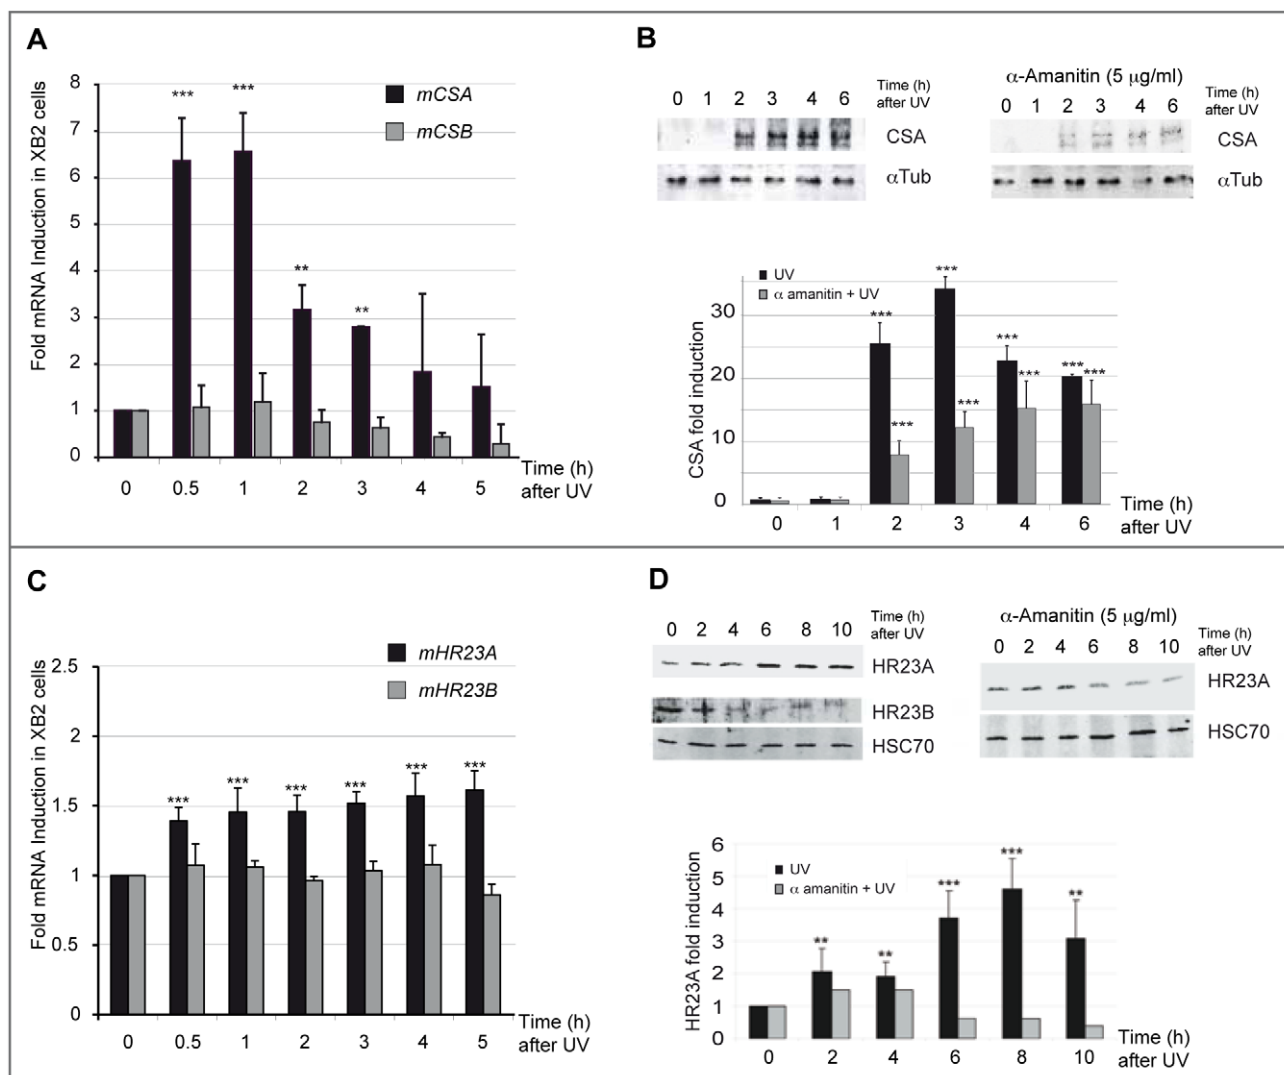 A
Fold mRNA Induction in XB2 cells
8
7
6
5
4
3
2
1
0
*** *** ** **
mCSA
mCSB
0 0.5 1 2 3 4 5
Time (h)
after UV
B
0 1 2 3 4 6
Time (h)
after UV
CSA
αTub
α-Amanitin (5 µg/ml)
0 1 2 3 4 6
Time (h)
after UV
CSA
αTub
UV
α amanitin + UV
CSA fold induction
30
20
10
0
*** *** *** *** *** *** *** ***
0 1 2 3 4 6
Time (h)
after UV
C
Fold mRNA Induction in XB2 cells
2.5
2
1.5
1
0.5
0
*** *** *** *** *** ***
mHR23A
mHR23B
0 0.5 1 2 3 4 5
Time (h)
after UV
D
0 2 4 6 8 10
Time (h)
after UV
HR23A
HR23B
HSC70
α-Amanitin (5 µg/ml)
0 2 4 6 8 10
Time (h)
after UV
HR23A
HSC70
UV
α amanitin + UV
HR23A fold induction
6
5
4
3
2
1
0
** ** *** *** **
0 2 4 6 8 10
Time (h)
after UV